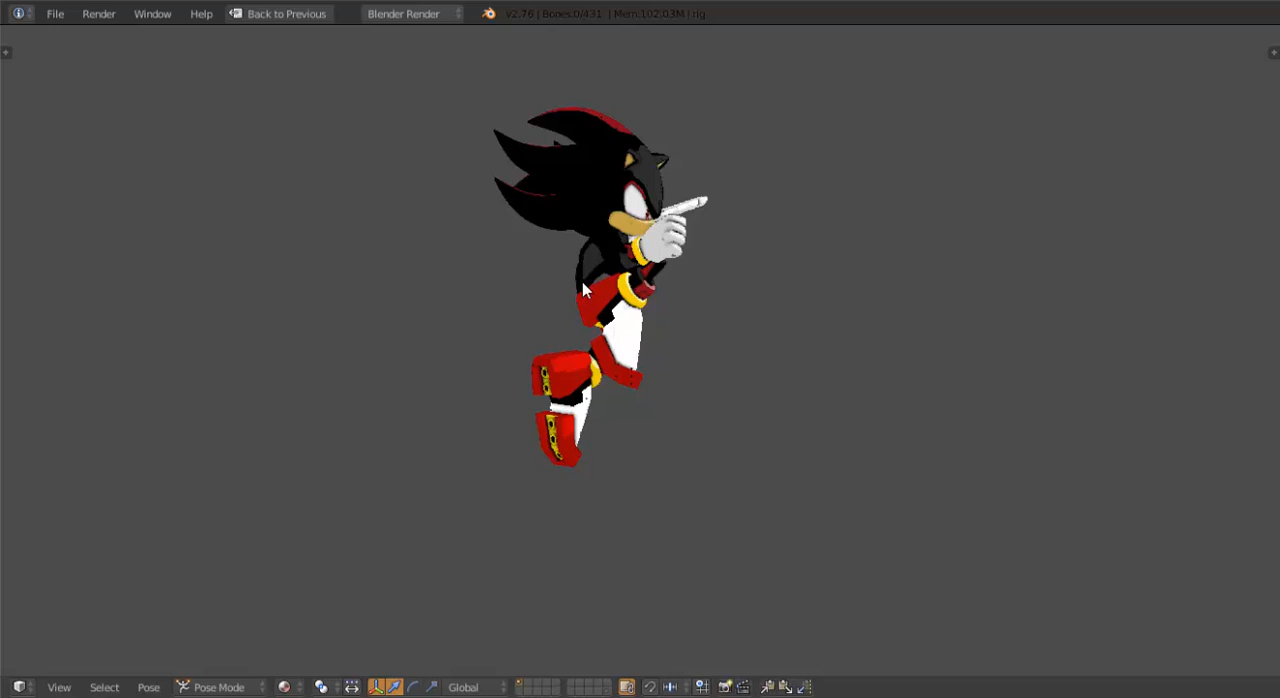 File Render Window Help Back to Previous Blender Render v2.76 | Bones:0/431 | Mem:102.03M | rig
View Select Pose Pose Mode Global